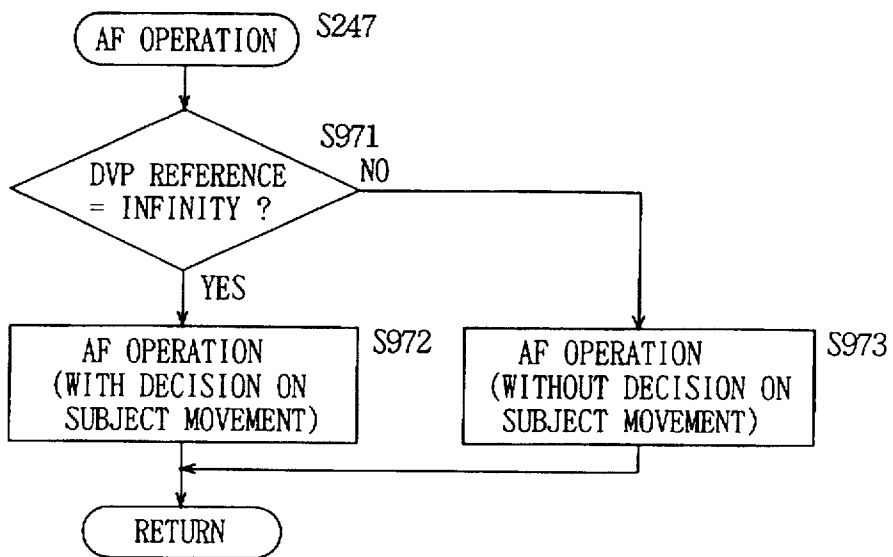 AF OPERATION
S247
S971
DVP REFERENCE
= INFINITY ?
NO
YES
AF OPERATION
(WITH DECISION ON
SUBJECT MOVEMENT)
S972
AF OPERATION
(WITHOUT DECISION ON
SUBJECT MOVEMENT)
S973
RETURN